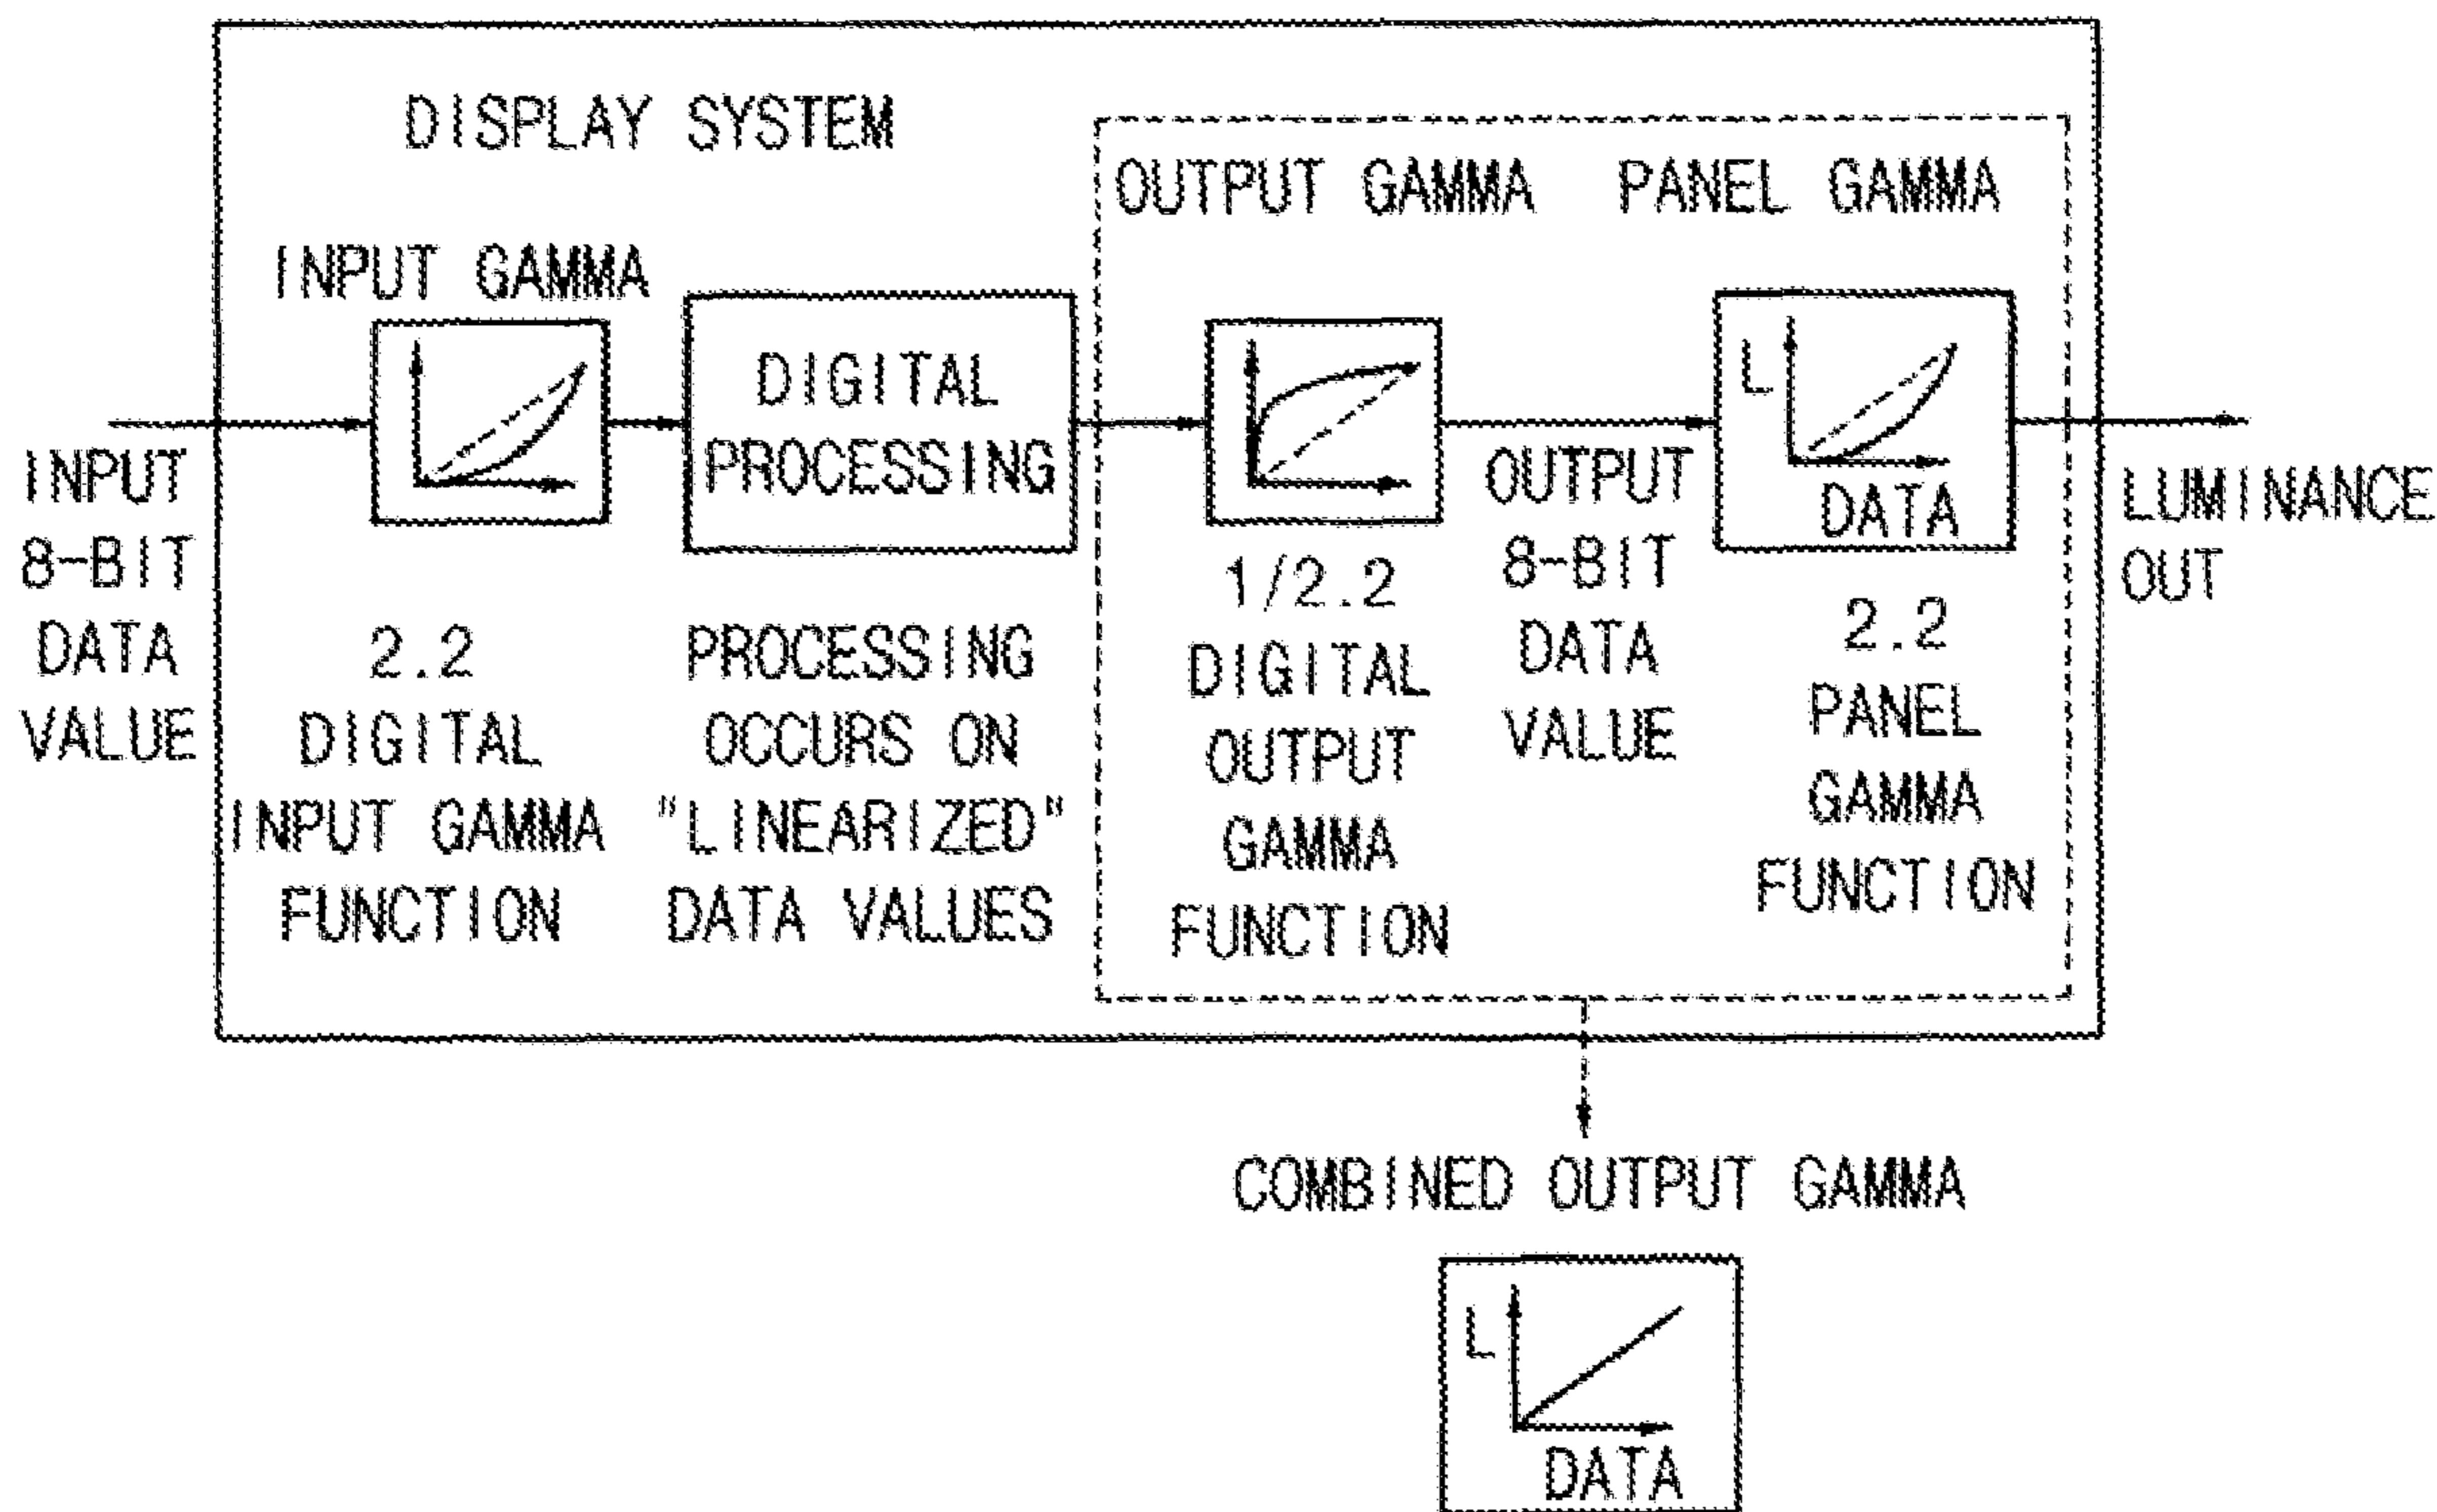 DISPLAY SYSTEM
OUTPUT GAMMA
PANEL GAMMA
INPUT GAMMA
DIGITAL
PROCESSING
L
DATA
INPUT
8-BIT
DATA
VALUE
2.2
DIGITAL
INPUT GAMMA
FUNCTION
PROCESSING
OCCURS ON
"LINEARIZED"
DATA VALUES
1/2.2
DIGITAL
OUTPUT
GAMMA
FUNCTION
OUTPUT
8-BIT
DATA
VALUE
2.2
PANEL
GAMMA
FUNCTION
LUMINANCE
OUT
COMBINED OUTPUT GAMMA
L
DATA